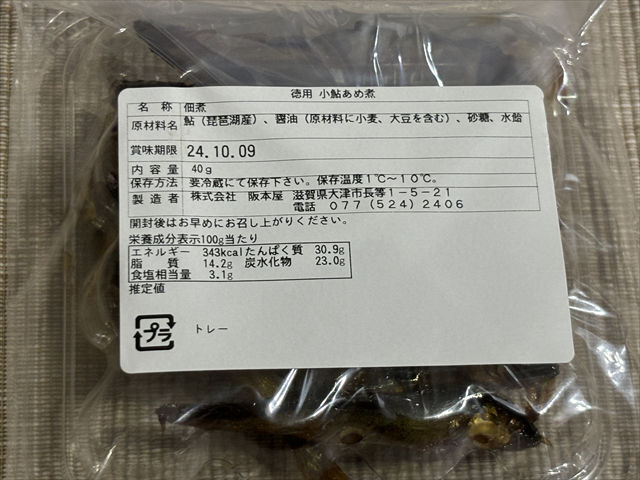 徳用 小鮎あめ煮
名 称 佃煮
原材料名 鮎（琵琶湖産）、醤油（原材料に小麦、大豆を含む）、砂糖、水飴
賞味期限 24.10.09
内 容 量 40g
保存方法 要冷蔵にて保存下さい。保存温度1℃～10℃。
製 造 者 株式会社 阪本屋 滋賀県大津市長等1-5-21
電話 077(524)2406
開封後はお早めにお召し上がりください。
栄養成分表示100g当たり
エネルギー 343kcal たんぱく質 30.9g
脂 質 14.2g 炭水化物 23.0g
食塩相当量 3.1g
推定値
プラ トレー